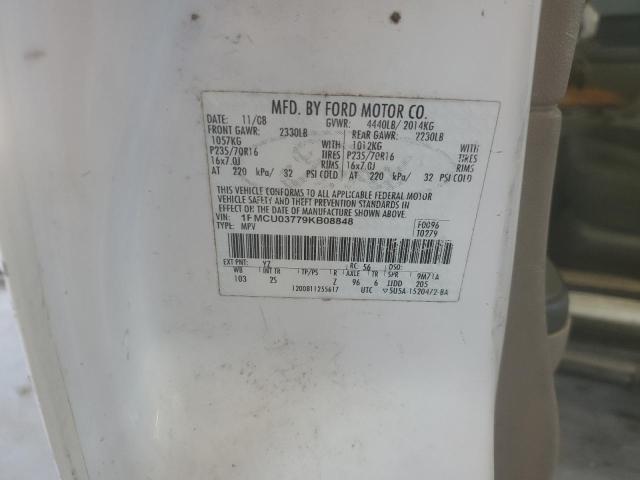 MFD. BY FORD MOTOR CO.
DATE: 11/08 GVWR: 4440LB/ 2014KG
FRONT GAWR: 2330LB REAR GAWR: 2230LB
1057KG WITH 1012KG WITH
P235/70R16 TIRES P235/70R16 TIRES
16x7.0J RIMS 16x7.0J RIMS
AT 220 kPa/ 32 PSI COLD AT 220 kPa/ 32 PSI COLD
THIS VEHICLE CONFORMS TO ALL APPLICABLE FEDERAL MOTOR
VEHICLE SAFETY AND THEFT PREVENTION STANDARDS IN
EFFECT ON THE DATE OF MANUFACTURE SHOWN ABOVE.
VIN: 1FMCU03779KB08848 F0096
TYPE: MPV T0279
EXT PNT: YZ RC: 56 DSO:
WB INT TR TP/PS R AXLE TR SPR 9M71A
103 2S Z 96 6 JJDD 205
1200811255617 UTC 5U5A-1520472-BA